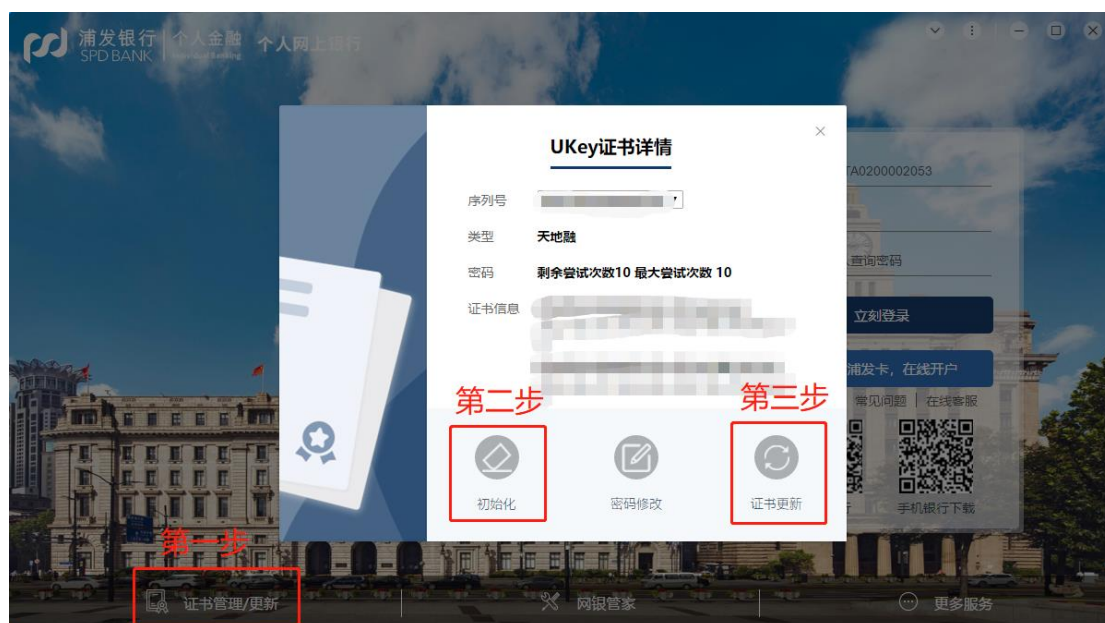 浦发银行 个人金融 个人网上银行
SPD BANK
UKey证书详情
TA0200002053
序列号
类型 天地融
密码 剩余尝试次数10 最大尝试次数 10
查询密码
证书信息
立刻登录
浦发卡，在线开户
第二步
第三步
常见问题 在线客服
初始化
密码修改
证书更新
手机银行下载
第一步
证书管理/更新
网银管家
更多服务